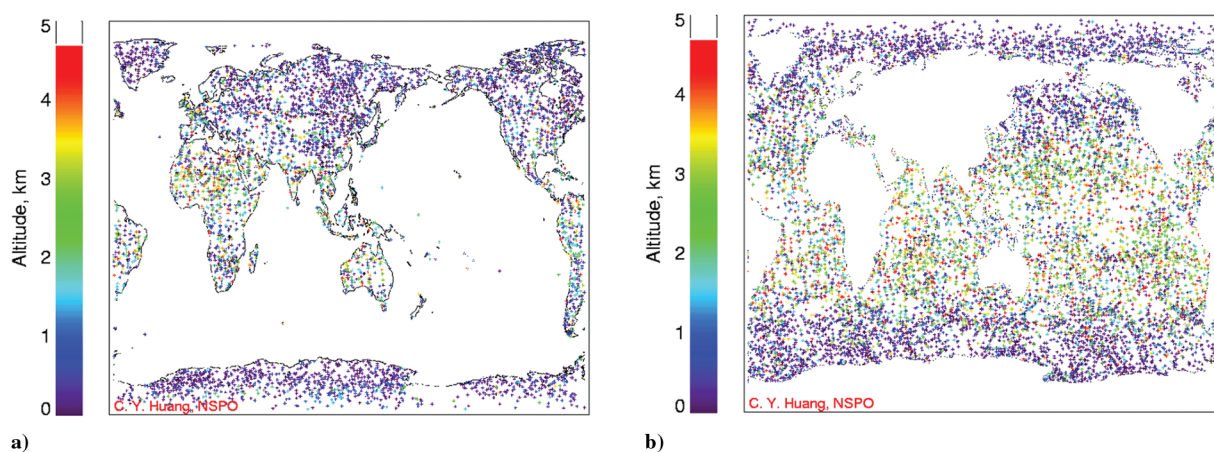 5
4
3
2
1
0
Altitude, km
C. Y. Huang, NSPO
a)
5
4
3
2
1
0
Altitude, km
C. Y. Huang, NSPO
b)